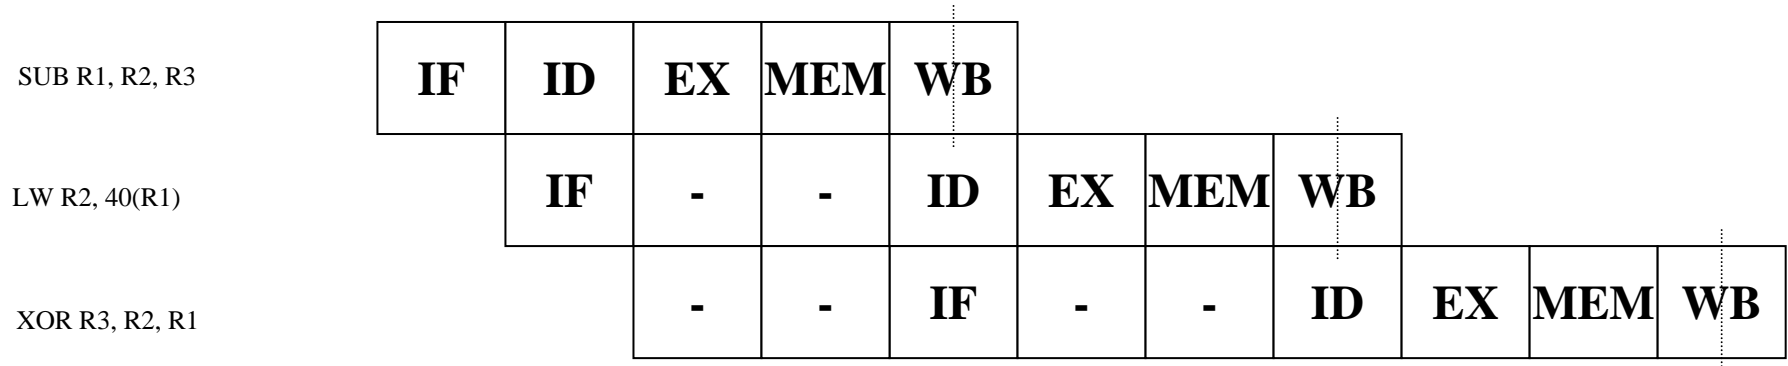 SUB R1, R2, R3 IF ID EX MEM WB
LW R2, 40(R1) IF - - ID EX MEM WB
XOR R3, R2, R1 - - IF - - ID EX MEM WB